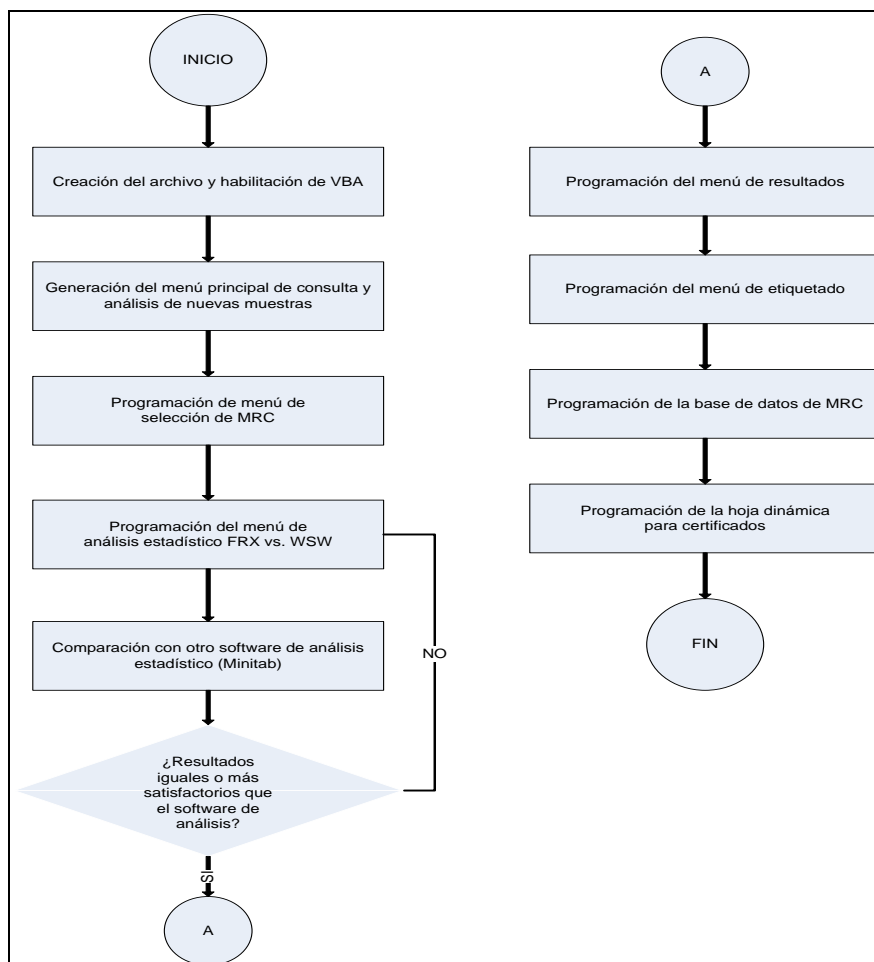 INICIO
Creación del archivo y habilitación de VBA
Generación del menú principal de consulta y
análisis de nuevas muestras
Programación de menú de
selección de MRC
Programación del menú de
análisis estadístico FRX vs. WSW
Comparación con otro software de análisis
estadístico (Minitab)
NO
¿Resultados
iguales o más
satisfactorios que
el software de
análisis?
SÍ
A
A
Programación del menú de resultados
Programación del menú de etiquetado
Programación de la base de datos de MRC
Programación de la hoja dinámica
para certificados
FIN